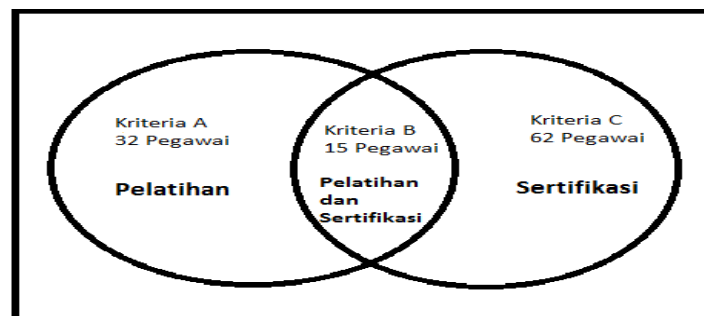 Kriteria A
32 Pegawai
Pelatihan
Kriteria B
15 Pegawai
Pelatihan
dan
Sertifikasi
Kriteria C
62 Pegawai
Sertifikasi